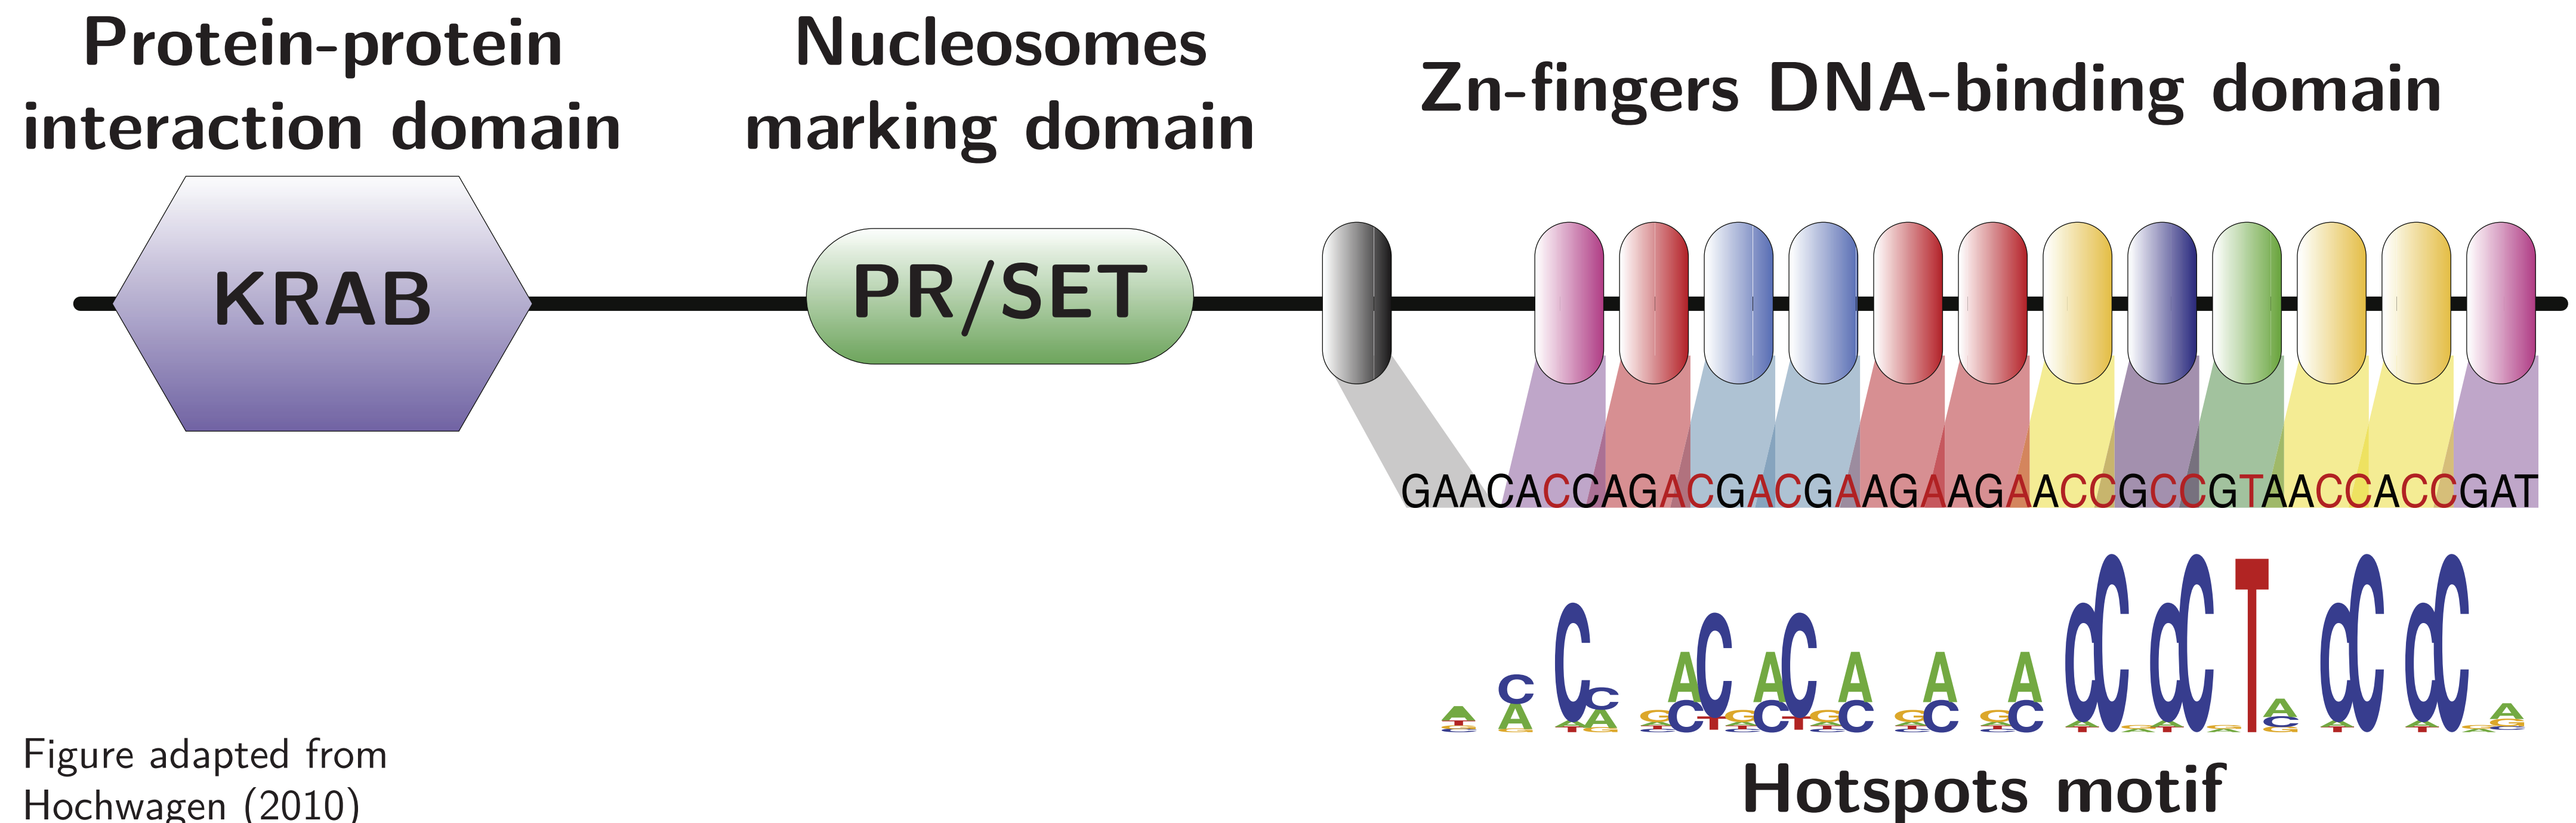 Protein-protein
interaction domain
Nucleosomes
marking domain
Zn-fingers DNA-binding domain
KRAB
PR/SET
GAACACCAGACGACGAAGAAGAACCGCCGTAACCACCGAT
A C C C A C A C A A A C C C C T A C C C C A
Hotspots motif
Figure adapted from
Hochwagen (2010)